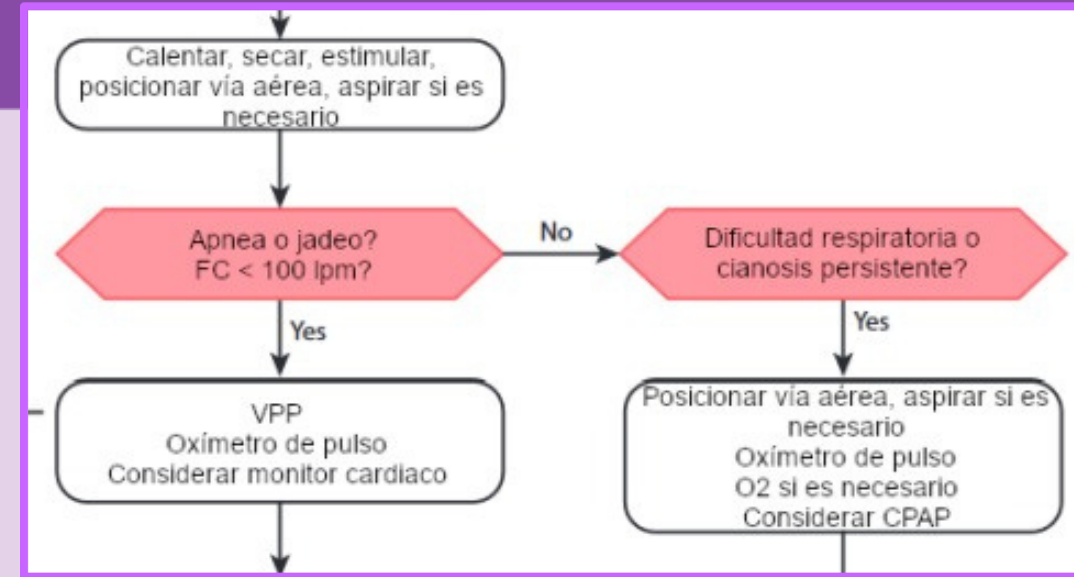 Calentar, secar, estimular,
posicionar vía aérea, aspirar si es
necesario
Apnea o jadeo?
FC < 100 lpm?
No
Dificultad respiratoria o
cianosis persistente?
Yes
Yes
VPP
Oxímetro de pulso
Considerar monitor cardiaco
Posicionar vía aérea, aspirar si es
necesario
Oxímetro de pulso
O2 si es necesario
Considerar CPAP